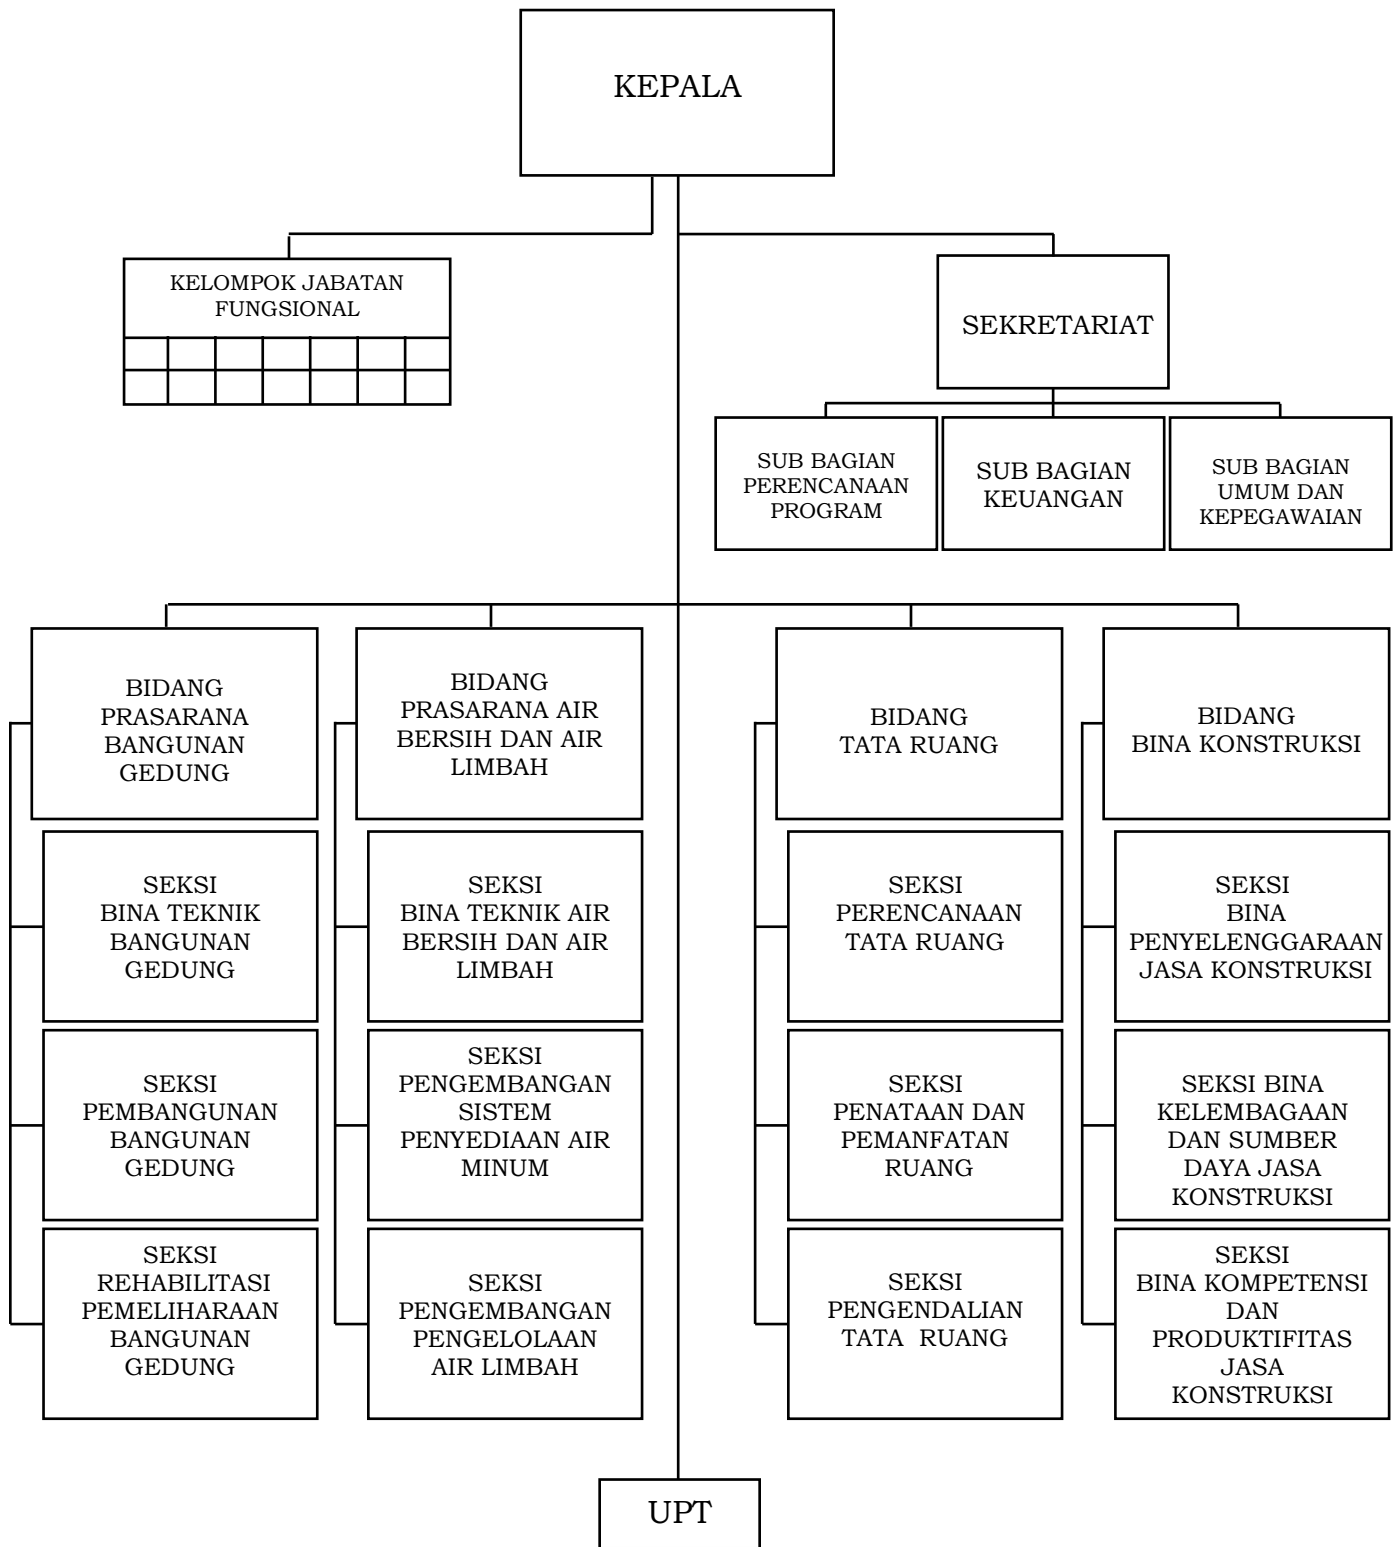 KEPALA
KELOMPOK JABATAN
FUNGSIONAL
SEKRETARIAT
SUB BAGIAN
PERENCANAAN
PROGRAM
SUB BAGIAN
KEUANGAN
SUB BAGIAN
UMUM DAN
KEPEGAWAIAN
BIDANG
PRASARANA
BANGUNAN
GEDUNG
BIDANG
PRASARANA AIR
BERSIH DAN AIR
LIMBAH
BIDANG
TATA RUANG
BIDANG
BINA KONSTRUKSI
SEKSI
BINA TEKNIK
BANGUNAN
GEDUNG
SEKSI
BINA TEKNIK AIR
BERSIH DAN AIR
LIMBAH
SEKSI
PERENCANAAN
TATA RUANG
SEKSI
BINA
PENYELENGGARAAN
JASA KONSTRUKSI
SEKSI
PEMBANGUNAN
BANGUNAN
GEDUNG
SEKSI
PENGEMBANGAN
SISTEM
PENYEDIAAN AIR
MINUM
SEKSI
PENATAAN DAN
PEMANFATAN
RUANG
SEKSI BINA
KELEMBAGAAN
DAN SUMBER
DAYA JASA
KONSTRUKSI
SEKSI
REHABILITASI
PEMELIHARAAN
BANGUNAN
GEDUNG
SEKSI
PENGEMBANGAN
PENGELOLAAN
AIR LIMBAH
SEKSI
PENGENDALIAN
TATA  RUANG
SEKSI
BINA KOMPETENSI
DAN
PRODUKTIFITAS
JASA
KONSTRUKSI
UPT